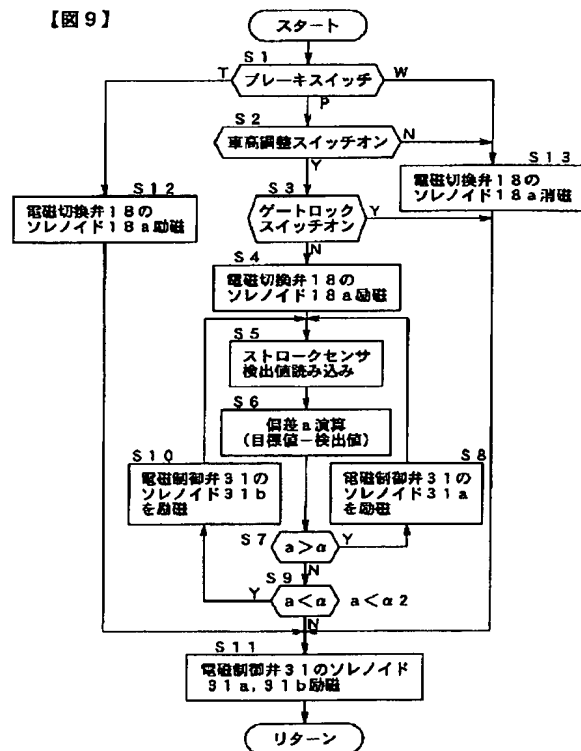 【図9】
スタート
S1
T
ブレーキスイッチ
W
P
S2
車高調整スイッチオン
N
Y
S12
電磁切換弁18の
ソレノイド18a励磁
S3
ゲートロック
スイッチオン
Y
N
S13
電磁切換弁18の
ソレノイド18a消磁
S4
電磁切換弁18の
ソレノイド18a励磁
S5
ストロークセンサ
検出値読み込み
S6
偏差a演算
(目標値-検出値)
S10
電磁制御弁31の
ソレノイド31b
を励磁
S8
電磁制御弁31の
ソレノイド31a
を励磁
S7
a>α
Y
N
S9
Y
a<α
a<α2
N
S11
電磁制御弁31のソレノイド
31a,31b励磁
リターン